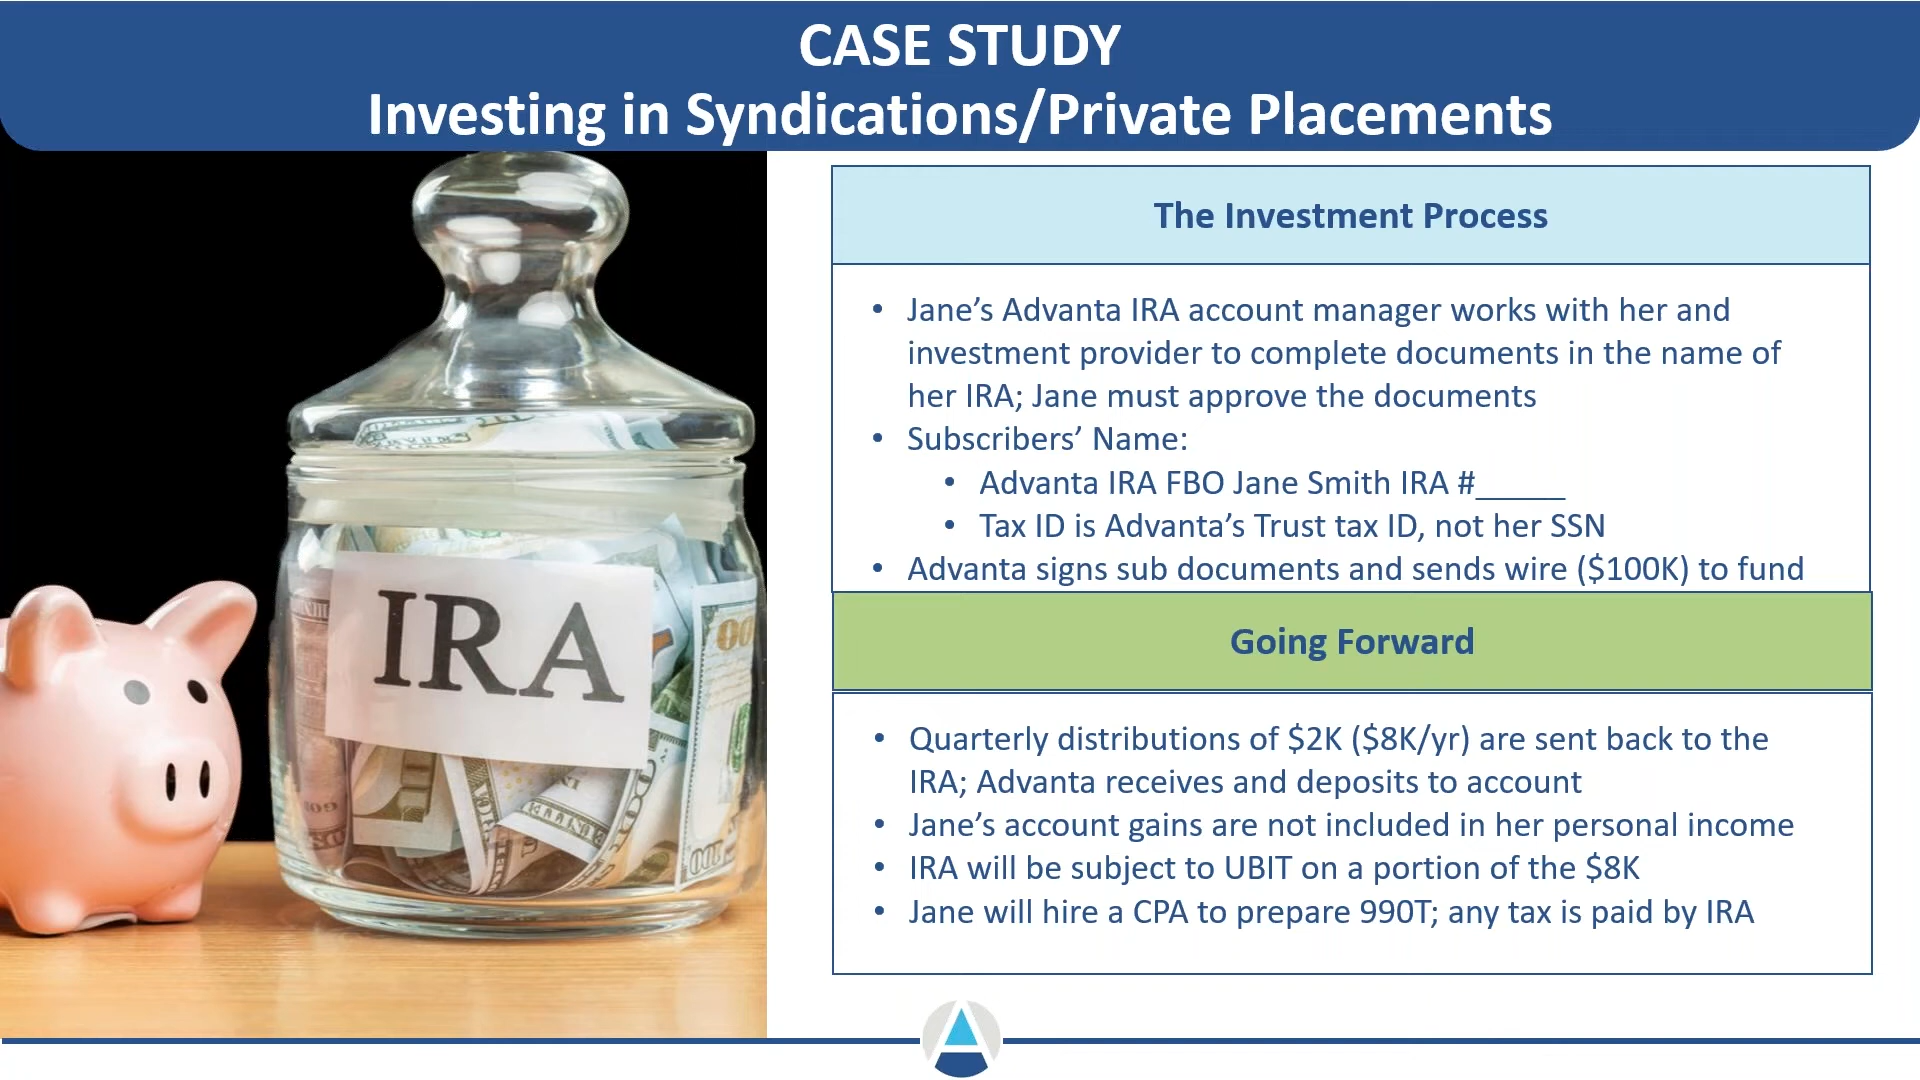 CASE STUDY
Investing in Syndications/Private Placements
The Investment Process
• Jane’s Advanta IRA account manager works with her and
investment provider to complete documents in the name of
her IRA; Jane must approve the documents
• Subscribers’ Name:
• Advanta IRA FBO Jane Smith IRA #_____
• Tax ID is Advanta’s Trust tax ID, not her SSN
• Advanta signs sub documents and sends wire ($100K) to fund
Going Forward
• Quarterly distributions of $2K ($8K/yr) are sent back to the
IRA; Advanta receives and deposits to account
• Jane’s account gains are not included in her personal income
• IRA will be subject to UBIT on a portion of the $8K
• Jane will hire a CPA to prepare 990T; any tax is paid by IRA
IRA